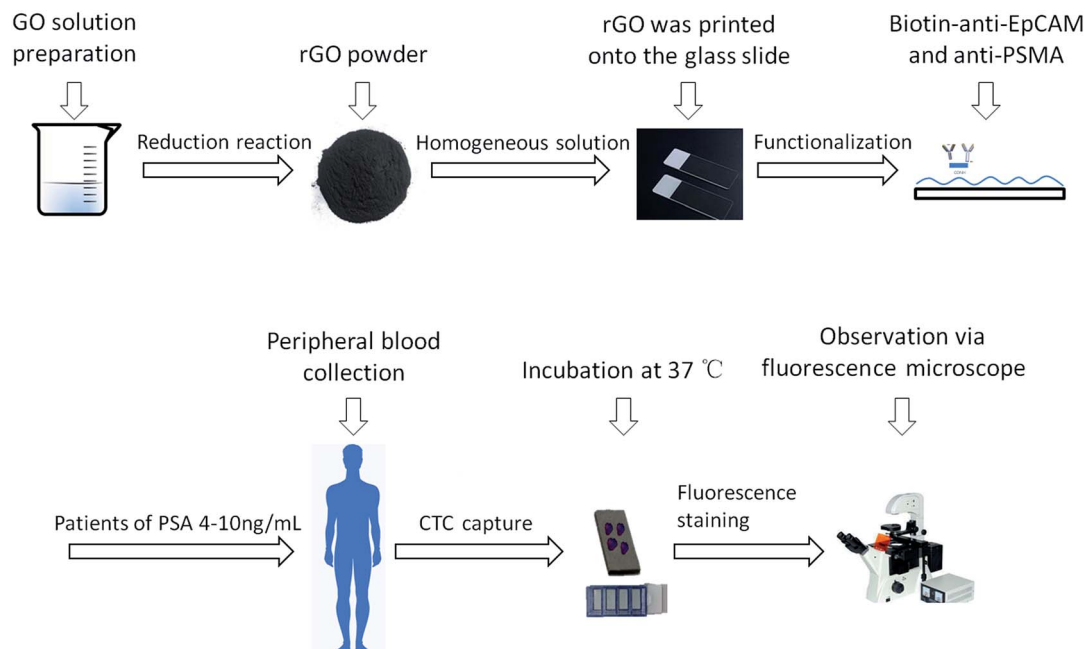 GO solution
preparation
rGO powder
rGO was printed
onto the glass slide
Biotin-anti-EpCAM
and anti-PSMA
Reduction reaction
Homogeneous solution
Functionalization
Peripheral blood
collection
Incubation at 37 ℃
Observation via
fluorescence microscope
Patients of PSA 4-10ng/mL
CTC capture
Fluorescence
staining